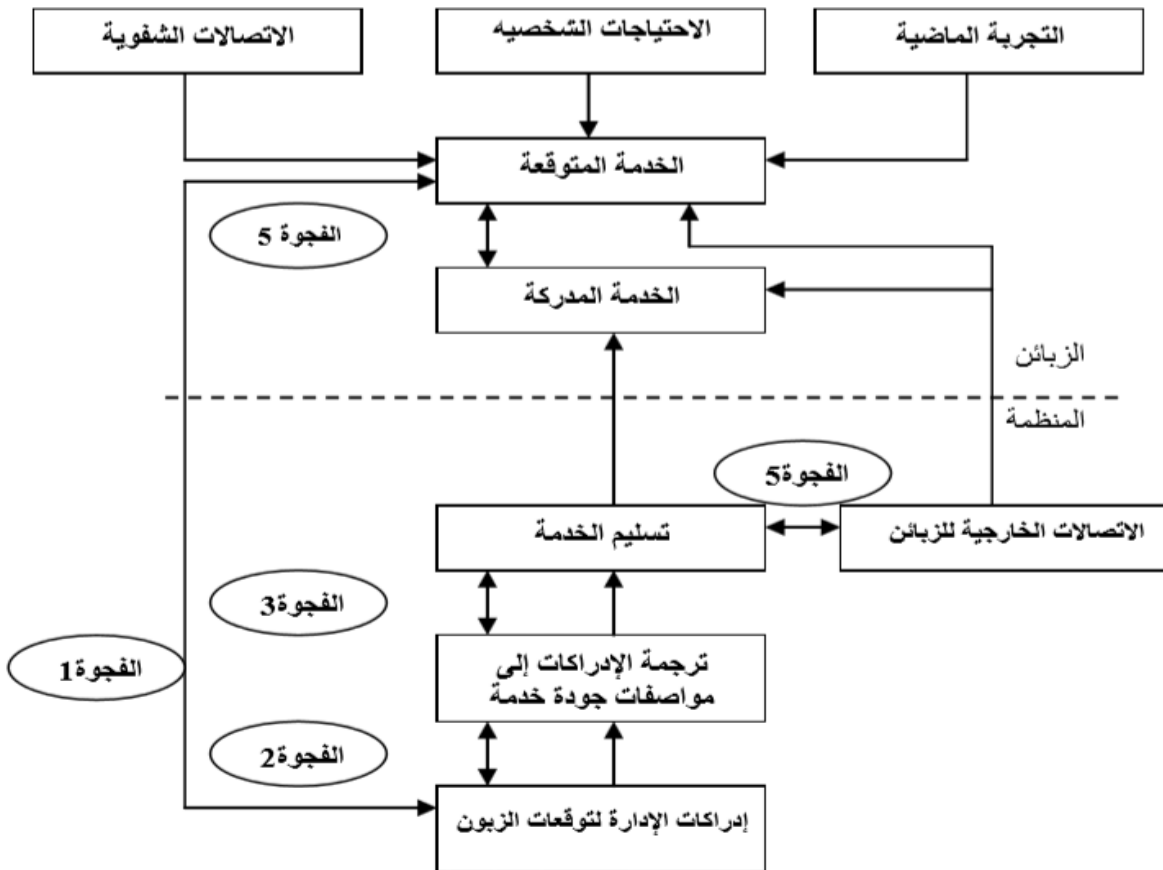 الاتصالات الشفوية
الاحتياجات الشخصيه
التجربة الماضية
الخدمة المتوقعة
الفجوة 5
الخدمة المدركة
الزبائن
المنظمة
الفجوة5
تسليم الخدمة
الاتصالات الخارجية للزبائن
الفجوة3
الفجوة1
ترجمة الإدراكات إلى
مواصفات جودة خدمة
الفجوة2
إدراكات الإدارة لتوقعات الزبون